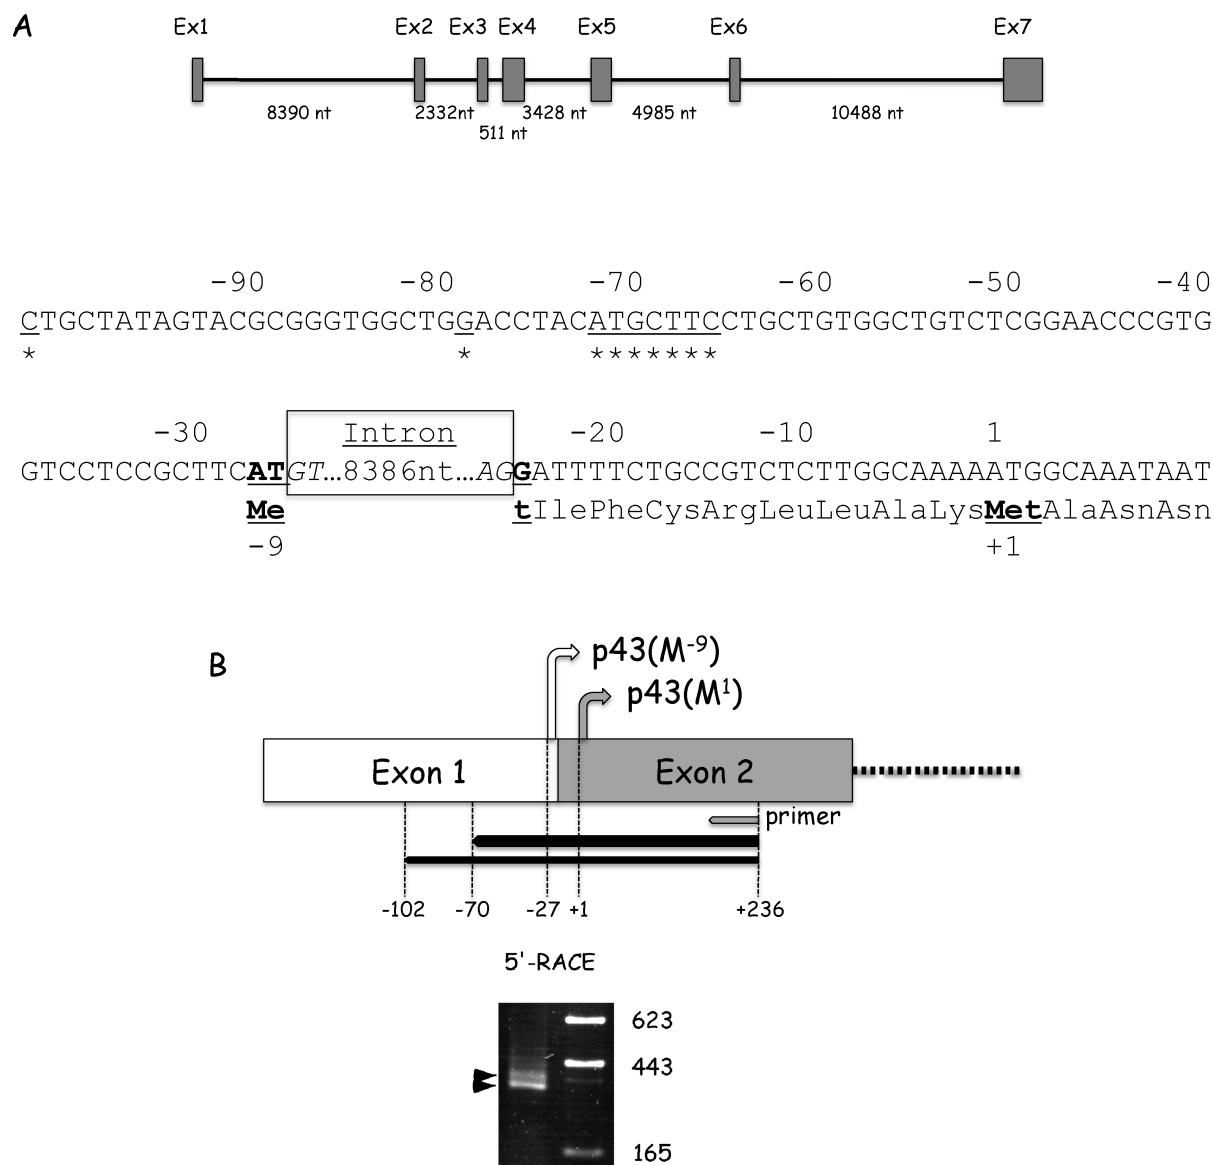 A
Ex1 Ex2 Ex3 Ex4 Ex5 Ex6 Ex7
8390 nt 2332nt 3428 nt 4985 nt 10488 nt
511 nt
-90 -80 -70 -60 -50 -40
CTGCTATAGTACGCGGGTGGCTGGACCTACATGCTTCCTGCTGTGGCTGTCTCGGAACCCGTG
* * *******
-30 Intron -20 -10 1
GTCCTCCGCTTCATGT...8386nt...AGGATTTTCTGCCGTCTCTTGGCAAAAATGGCAAATAAT
Me tIlePheCysArgLeuLeuAlaLysMetAlaAsnAsn
-9 +1
B
p43(M-9)
p43(M1)
Exon 1 Exon 2
primer
-102 -70 -27 +1 +236
5'-RACE
623
443
165